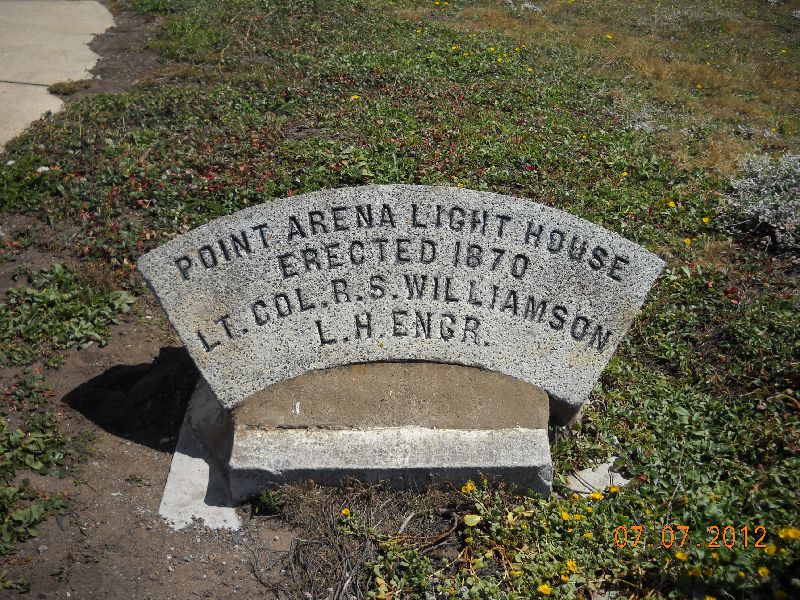 POINT ARENA LIGHT HOUSE
ERECTED 1870
LT. COL. R. S. WILLIAMSON
L. H. ENGR.
07 07 2012